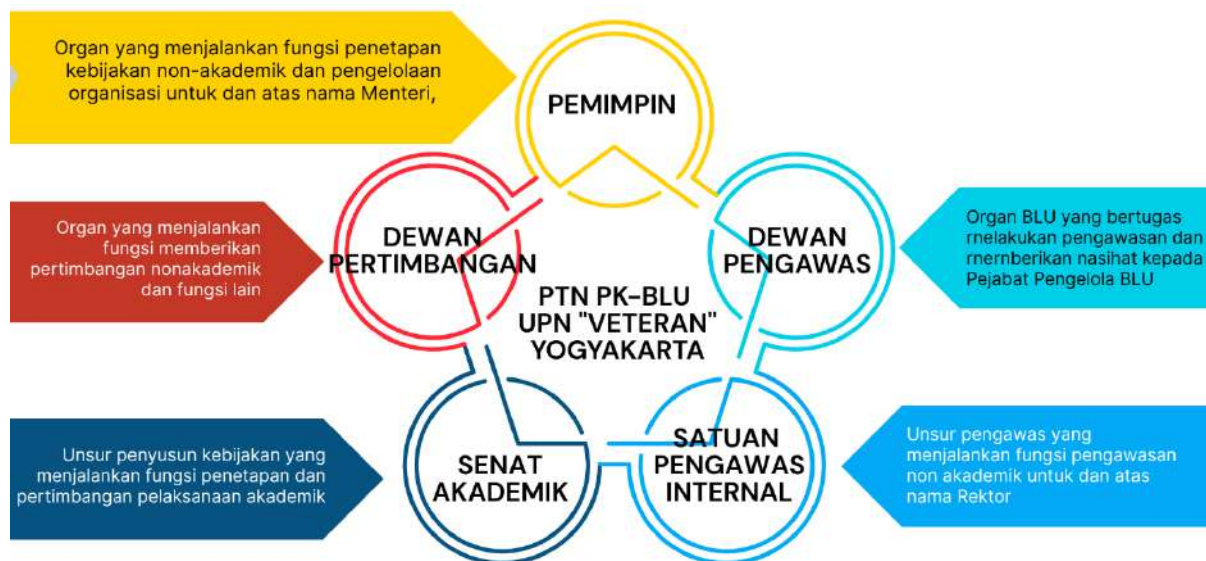 Organ yang menjalankan fungsi penetapan
kebijakan non-akademik dan pengelolaan
organisasi untuk dan atas nama Menteri,
PEMIMPIN
Organ yang menjalankan
fungsi memberikan
pertimbangan nonakademik
dan fungsi lain
DEWAN
PERTIMBANGAN
DEWAN
PENGAWAS
Organ BLU yang bertugas
rnelakukan pengawasan dan
rnernberikan nasihat kepada
Pejabat Pengelola BLU
PTN PK-BLU
UPN "VETERAN"
YOGYAKARTA
Unsur penyusun kebijakan yang
menjalankan fungsi penetapan dan
pertimbangan pelaksanaan akademik
SENAT
AKADEMIK
SATUAN
PENGAWAS
INTERNAL
Unsur pengawas yang
menjalankan fungsi pengawasan
non akademik untuk dan atas
nama Rektor